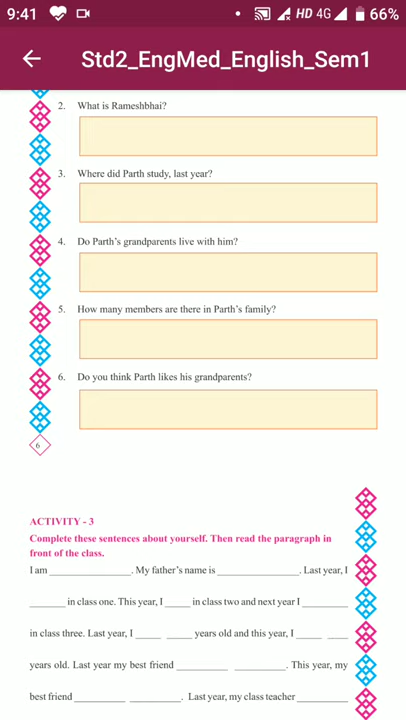 9:41
HD 4G 66%
Std2_EngMed_English_Sem1
2. What is Rameshbhai?
3. Where did Parth study, last year?
4. Do Parth’s grandparents live with him?
5. How many members are there in Parth’s family?
6. Do you think Parth likes his grandparents?
6
ACTIVITY - 3
Complete these sentences about yourself. Then read the paragraph in
front of the class.
I am _______________. My father’s name is _______________. Last year, I
_______ in class one. This year, I _____ in class two and next year I _________
in class three. Last year, I _____ _____ years old and this year, I _____ ____
years old. Last year my best friend __________ __________. This year, my
best friend __________ __________. Last year, my class teacher __________